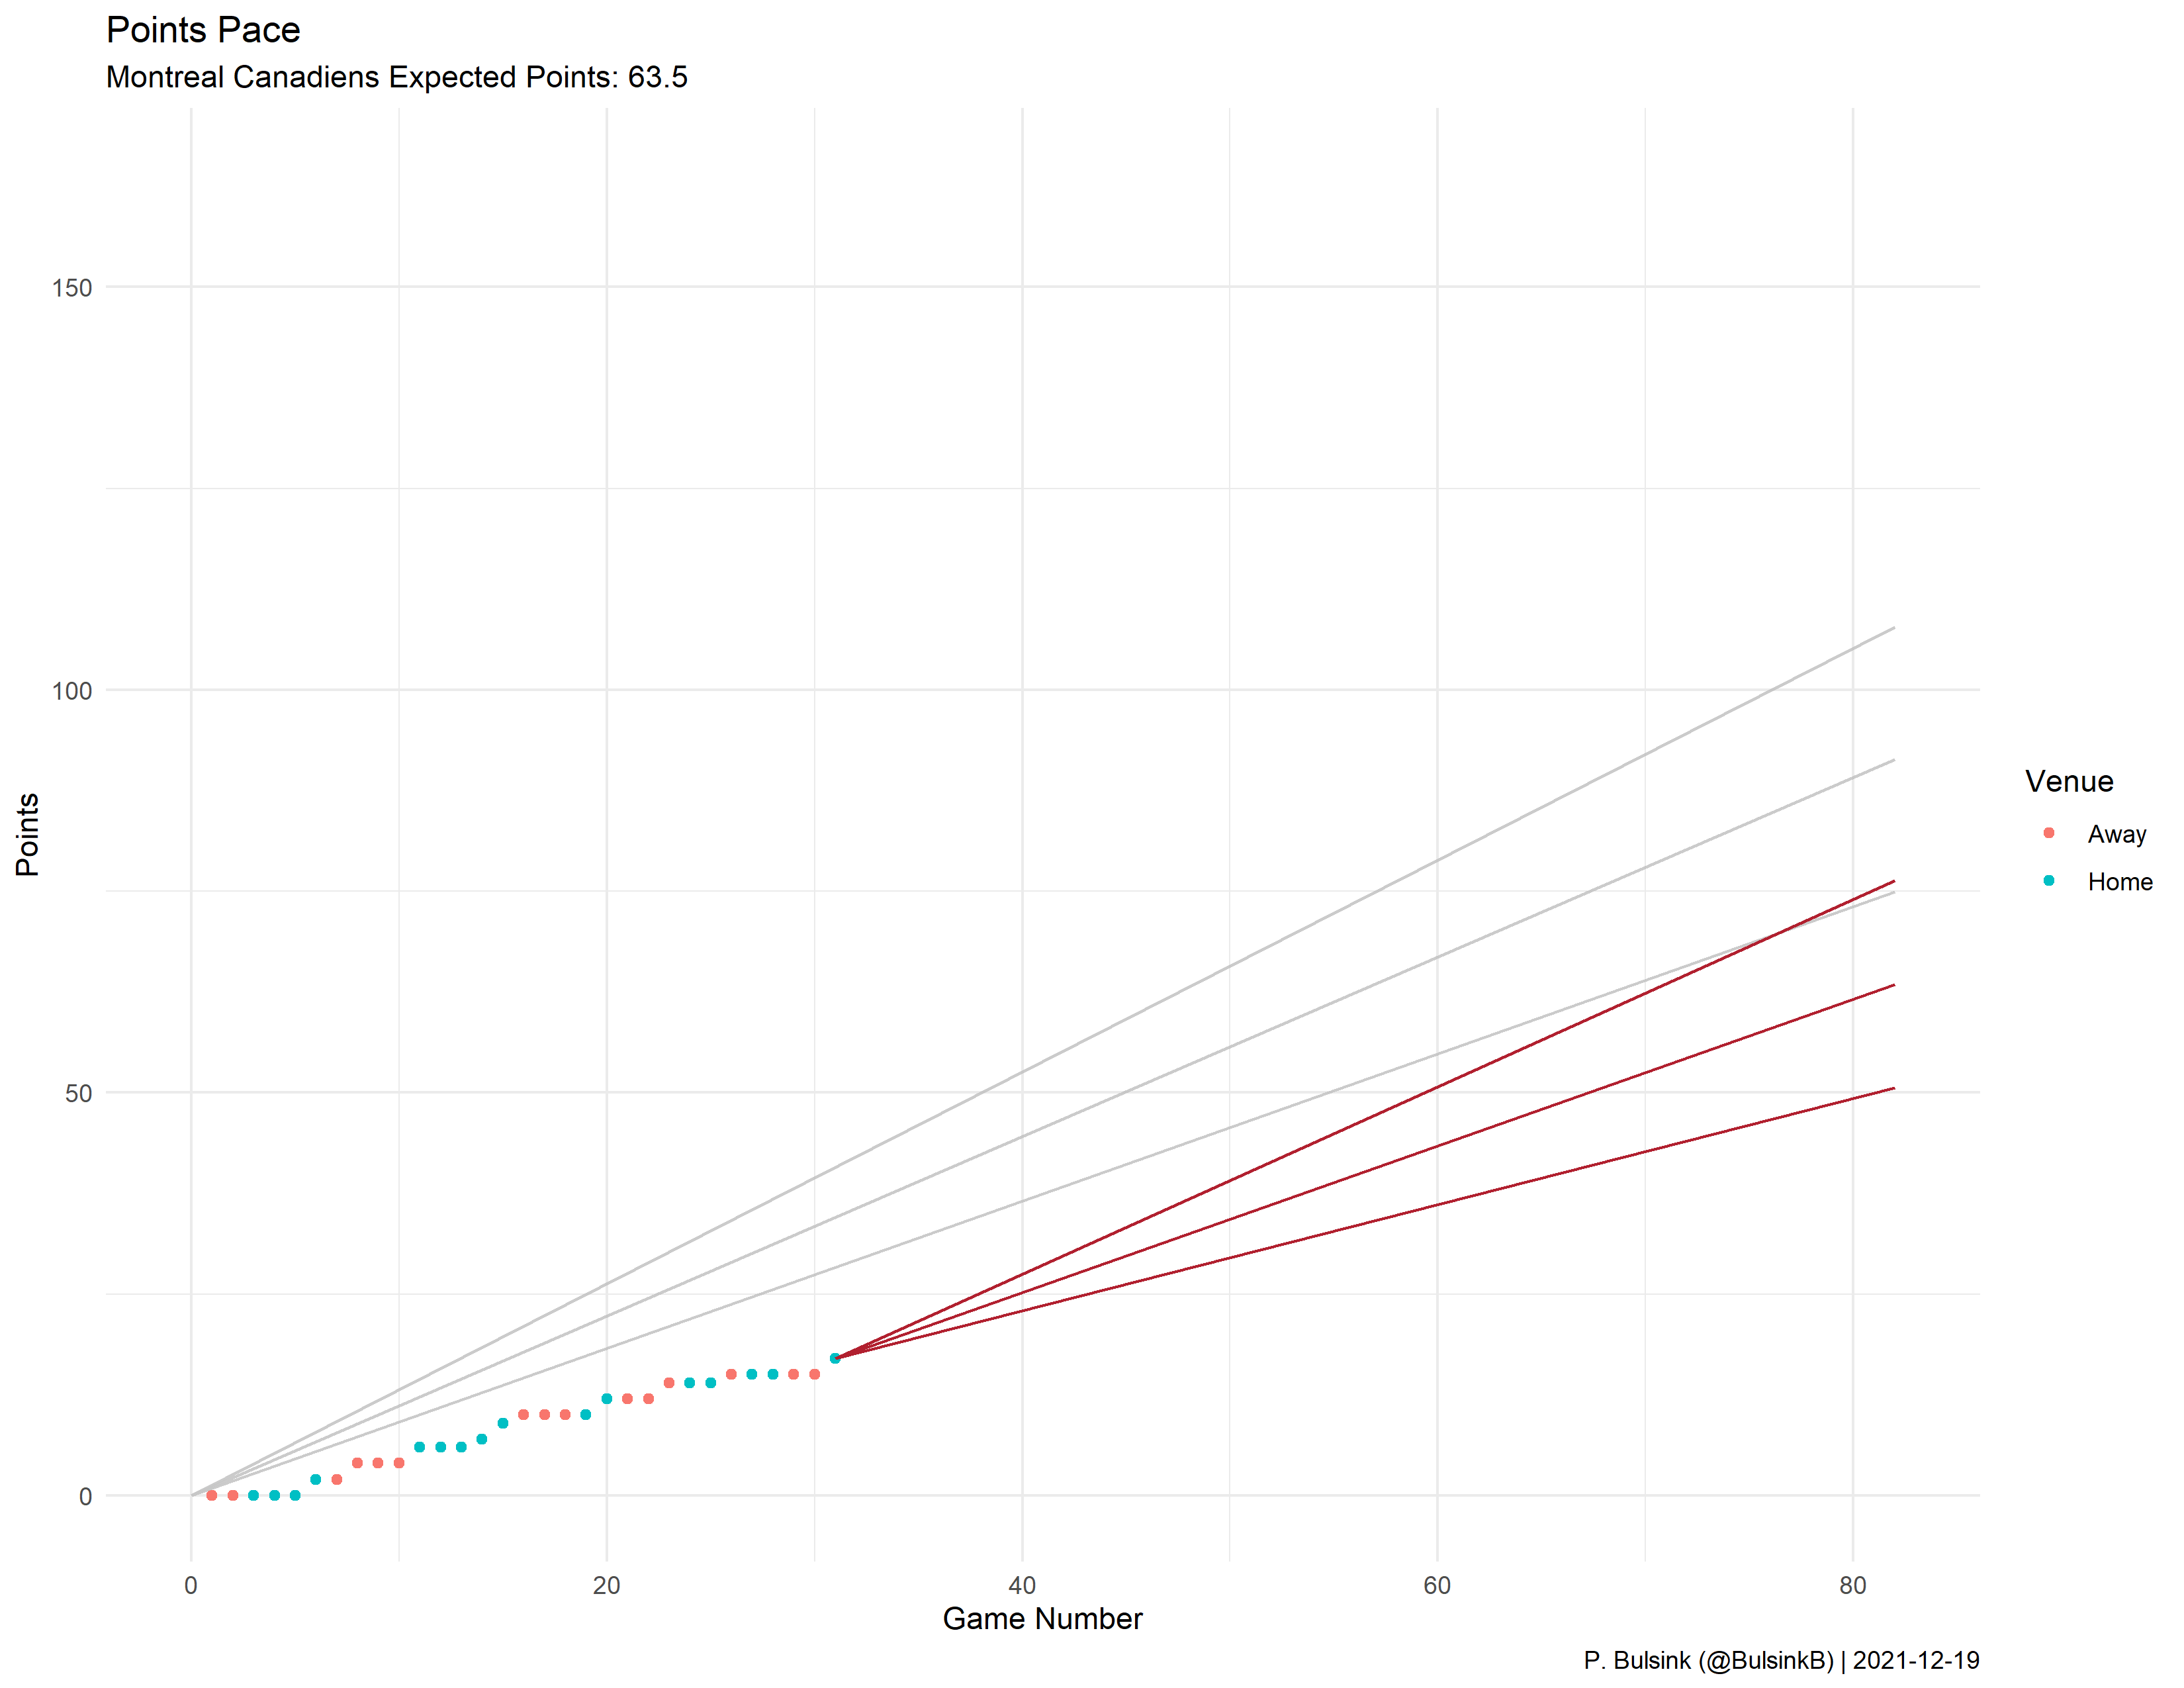 Points Pace
Montreal Canadiens Expected Points: 63.5
150
100
50
0
Points
0 20 40 60 80
Game Number
Venue
Away
Home
P. Bulsink (@BulsinkB) | 2021-12-19